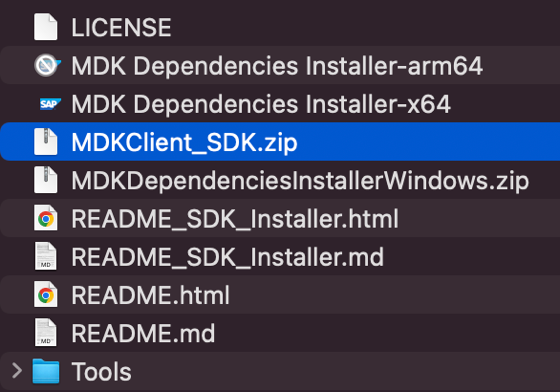 LICENSE
MDK Dependencies Installer-arm64
SAP MDK Dependencies Installer-x64
MDKClient_SDK.zip
MDKDependenciesInstallerWindows.zip
README_SDK_Installer.html
MD README_SDK_Installer.md
README.html
MD README.md
Tools